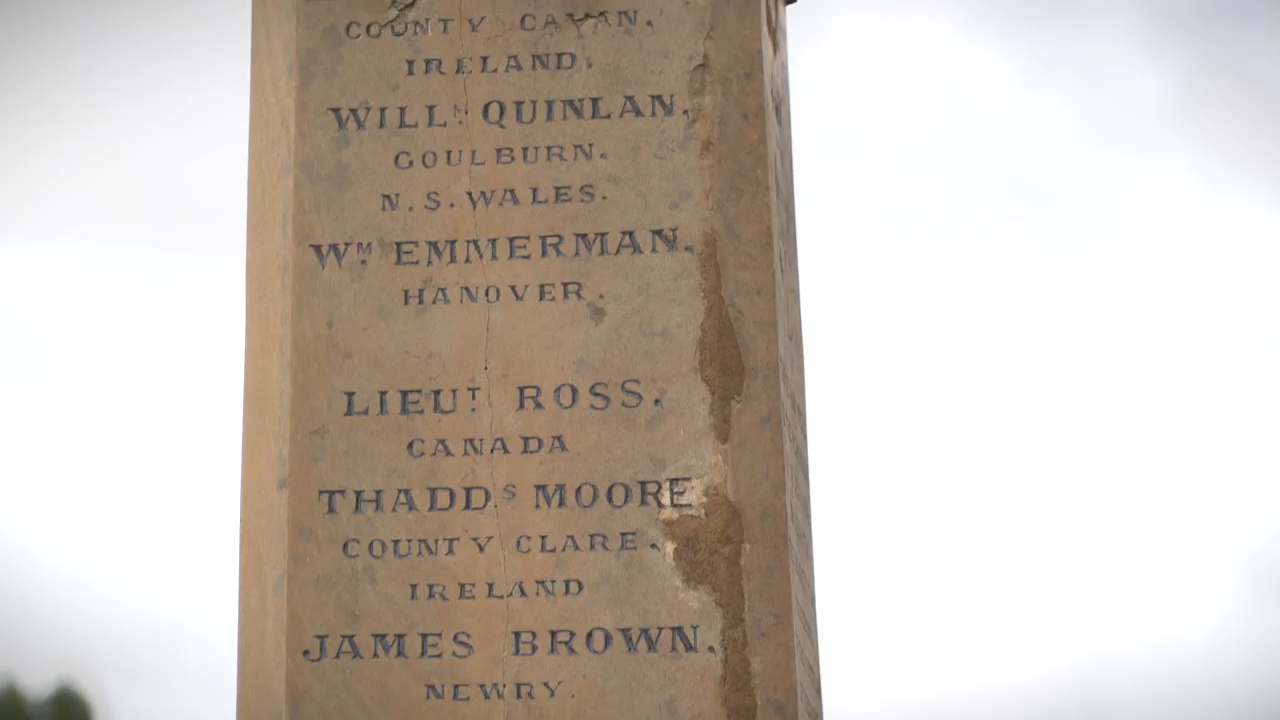 COUNTY CAVAN,
IRELAND.
WILLM QUINLAN,
GOULBURN.
N.S.WALES.
WM EMMERMAN.
HANOVER.
LIEUT ROSS.
CANADA
THADDS MOORE
COUNTY CLARE.
IRELAND
JAMES BROWN.
NEWRY.